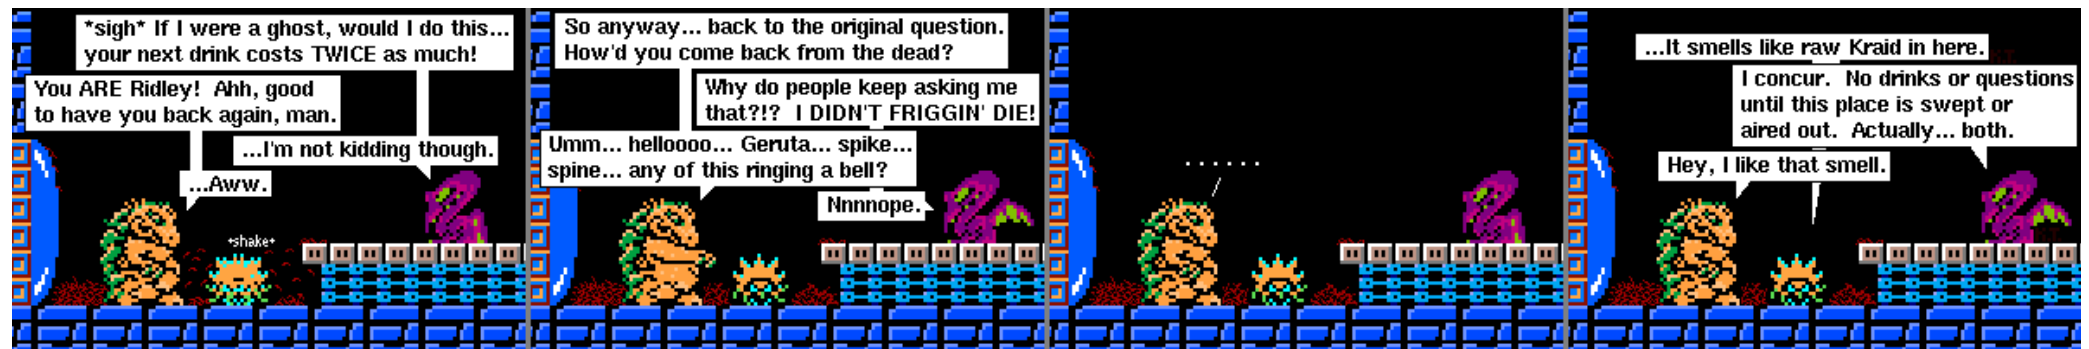 *sigh* If I were a ghost, would I do this...
your next drink costs TWICE as much!
You ARE Ridley!  Ahh, good
to have you back again, man.
...I'm not kidding though.
...Aww.
*shake*
So anyway... back to the original question.
How'd you come back from the dead?
Why do people keep asking me
that?!?  I DIDN'T FRIGGIN' DIE!
Umm... helloooo... Geruta... spike...
spine... any of this ringing a bell?
Nnnnope.
......
...It smells like raw Kraid in here.
I concur.  No drinks or questions
until this place is swept or
aired out.  Actually... both.
Hey, I like that smell.